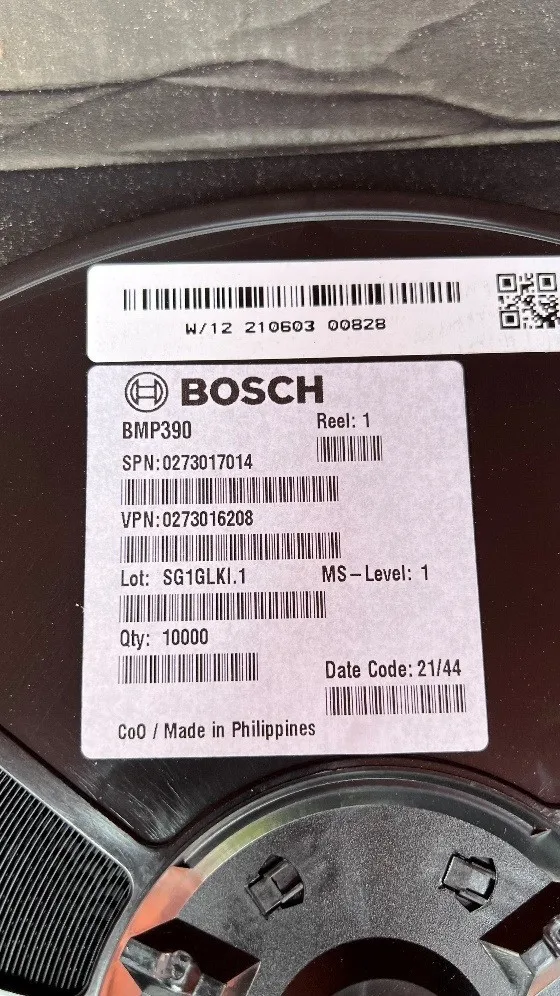 W/12 210603 00828
BOSCH
BMP390
Reel: 1
SPN:0273017014
VPN:0273016208
Lot: SG1GLKI.1
MS-Level: 1
Qty: 10000
Date Code: 21/44
CoO / Made in Philippines